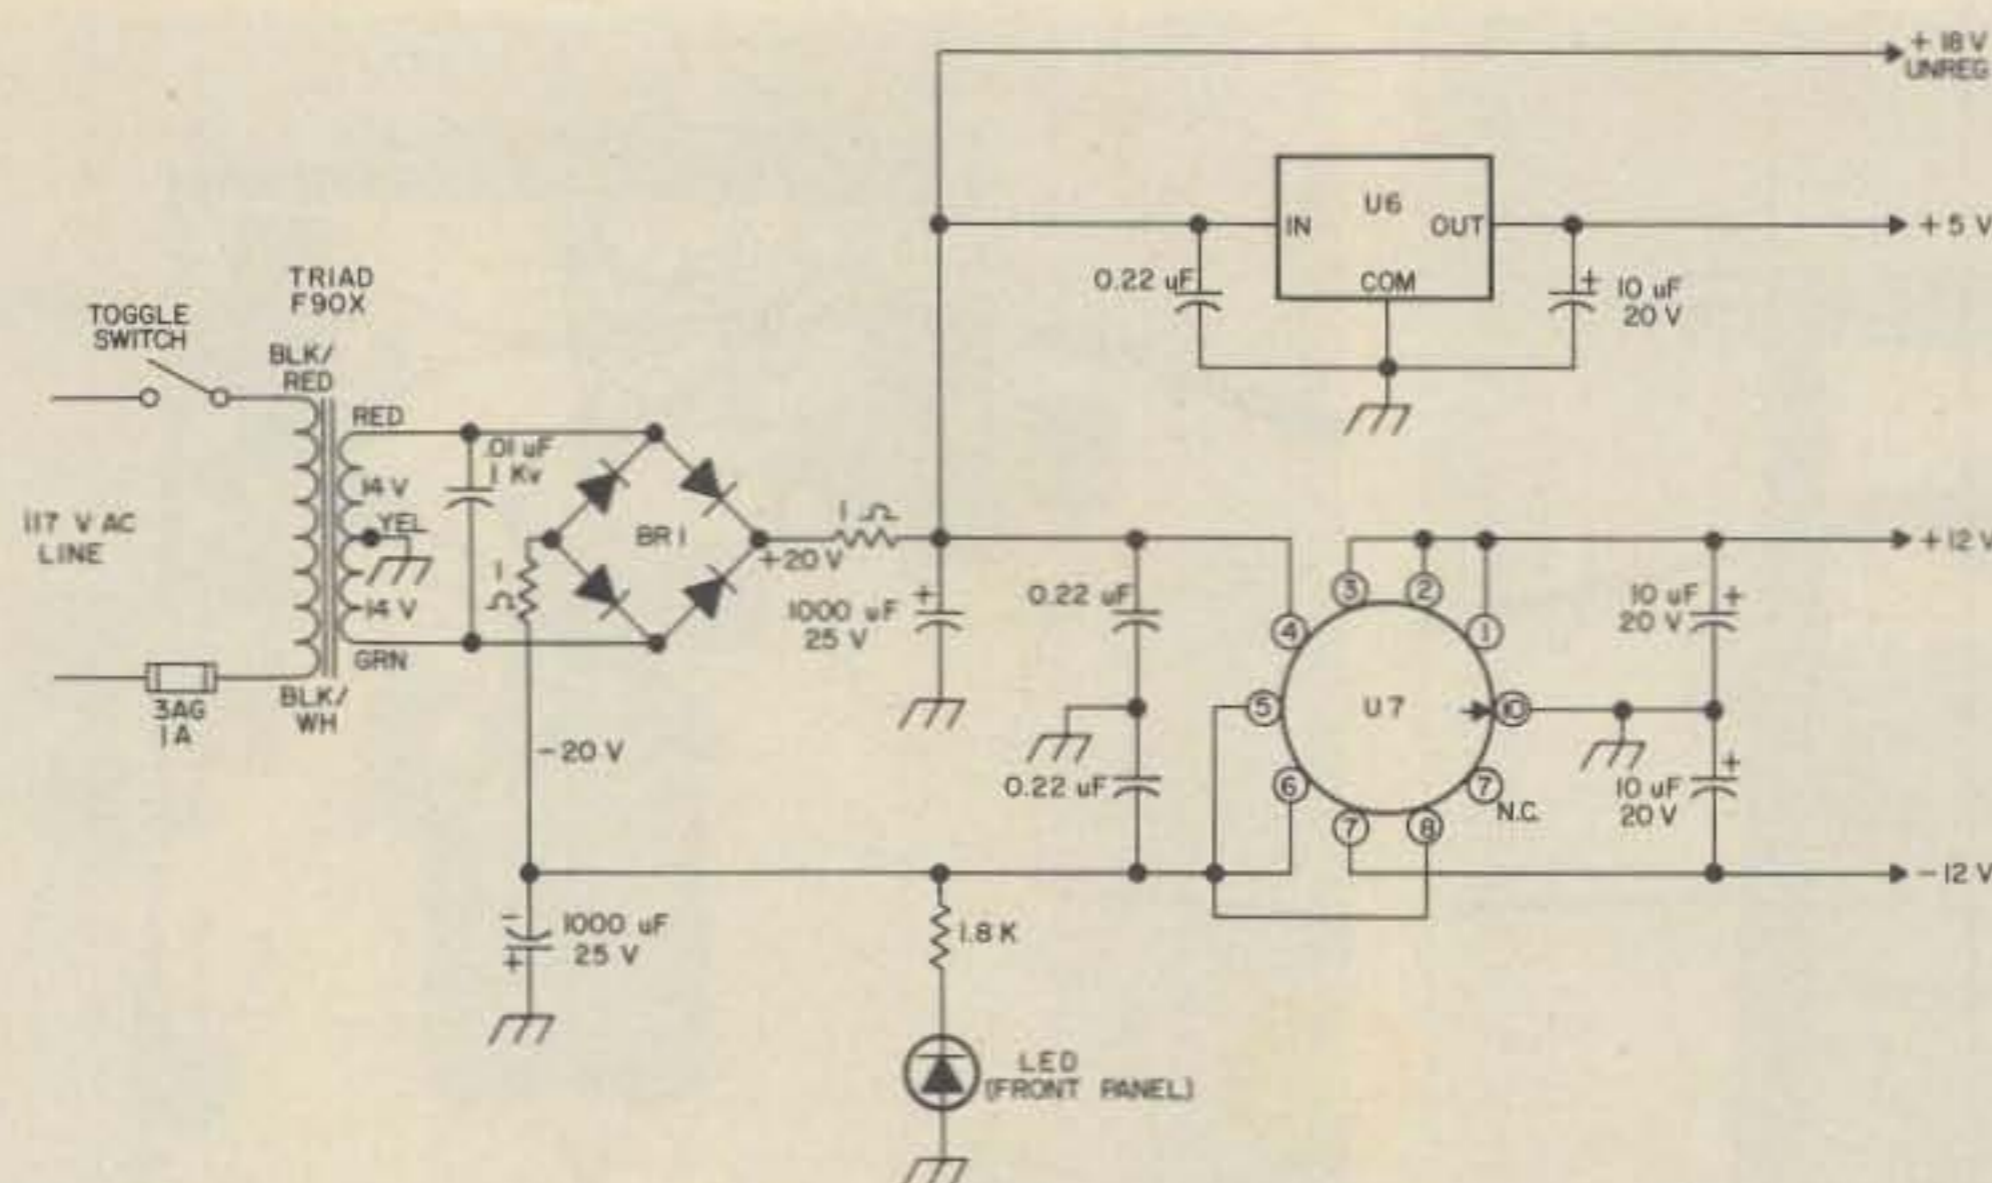 + 18 V
UNREG
U6
IN
OUT
COM
+ 5 V
0.22 uF
+
10 uF
20 V
TRIAD
F90X
TOGGLE
SWITCH
BLK/
RED
RED
.01 uF
1 Kv
14 V
YEL
117 V AC
LINE
14 V
GRN
BLK/
WH
3AG
1A
BR1
1 Ω
+20 V
1 Ω
-20 V
+
1000 uF
25 V
0.22 uF
0.22 uF
3
2
4
1
5
U7
10
6
7
7
8
N.C.
+12 V
10 uF
+
20 V
+
10 uF
20 V
-12 V
-
1000 uF
+
25 V
1.8 K
LED
(FRONT PANEL)